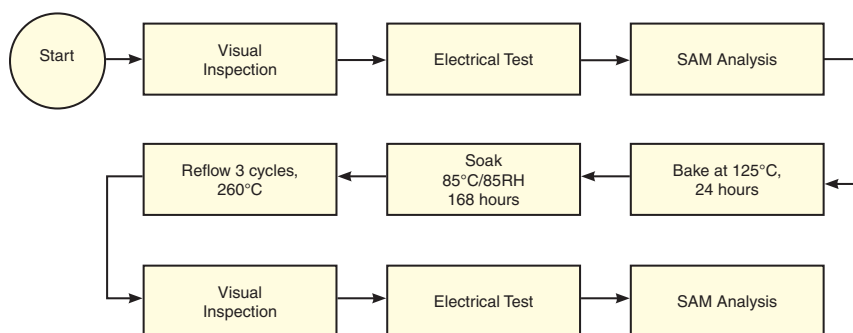 Start
Visual
Inspection
Electrical Test
SAM Analysis
Bake at 125°C,
24 hours
Soak
85°C/85RH
168 hours
Reflow 3 cycles,
260°C
Visual
Inspection
Electrical Test
SAM Analysis